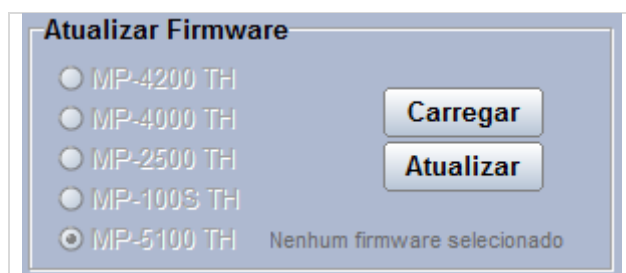 Atualizar Firmware
MP-4200 TH
MP-4000 TH
Carregar
MP-2500 TH
Atualizar
MP-100S TH
MP-5100 TH Nenhum firmware selecionado